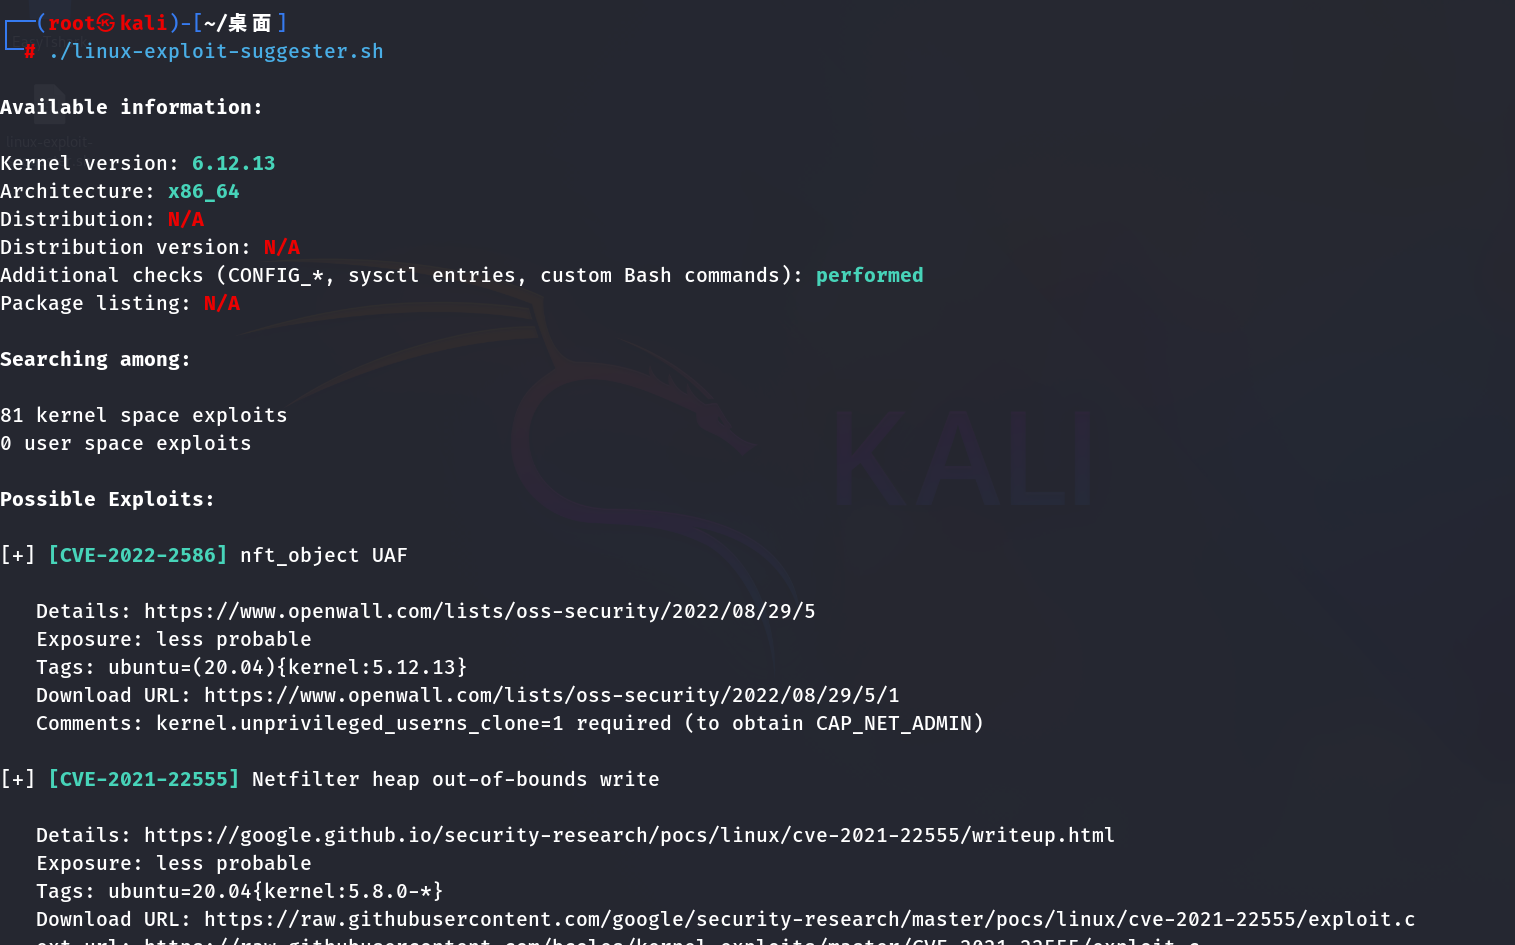 (root㉿kali)-[~/桌面]
# ./linux-exploit-suggester.sh
linux-exploit-
Available information:
Kernel version: 6.12.13
Architecture: x86_64
Distribution: N/A
Distribution version: N/A
Additional checks (CONFIG_*, sysctl entries, custom Bash commands): performed
Package listing: N/A
Searching among:
81 kernel space exploits
0 user space exploits
KALI
Possible Exploits:
[+] [CVE-2022-2586] nft_object UAF
Details: https://www.openwall.com/lists/oss-security/2022/08/29/5
Exposure: less probable
Tags: ubuntu=(20.04){kernel:5.12.13}
Download URL: https://www.openwall.com/lists/oss-security/2022/08/29/5/1
Comments: kernel.unprivileged_userns_clone=1 required (to obtain CAP_NET_ADMIN)
[+] [CVE-2021-22555] Netfilter heap out-of-bounds write
Details: https://google.github.io/security-research/pocs/linux/cve-2021-22555/writeup.html
Exposure: less probable
Tags: ubuntu=20.04{kernel:5.8.0-*}
Download URL: https://raw.githubusercontent.com/google/security-research/master/pocs/linux/cve-2021-22555/exploit.c